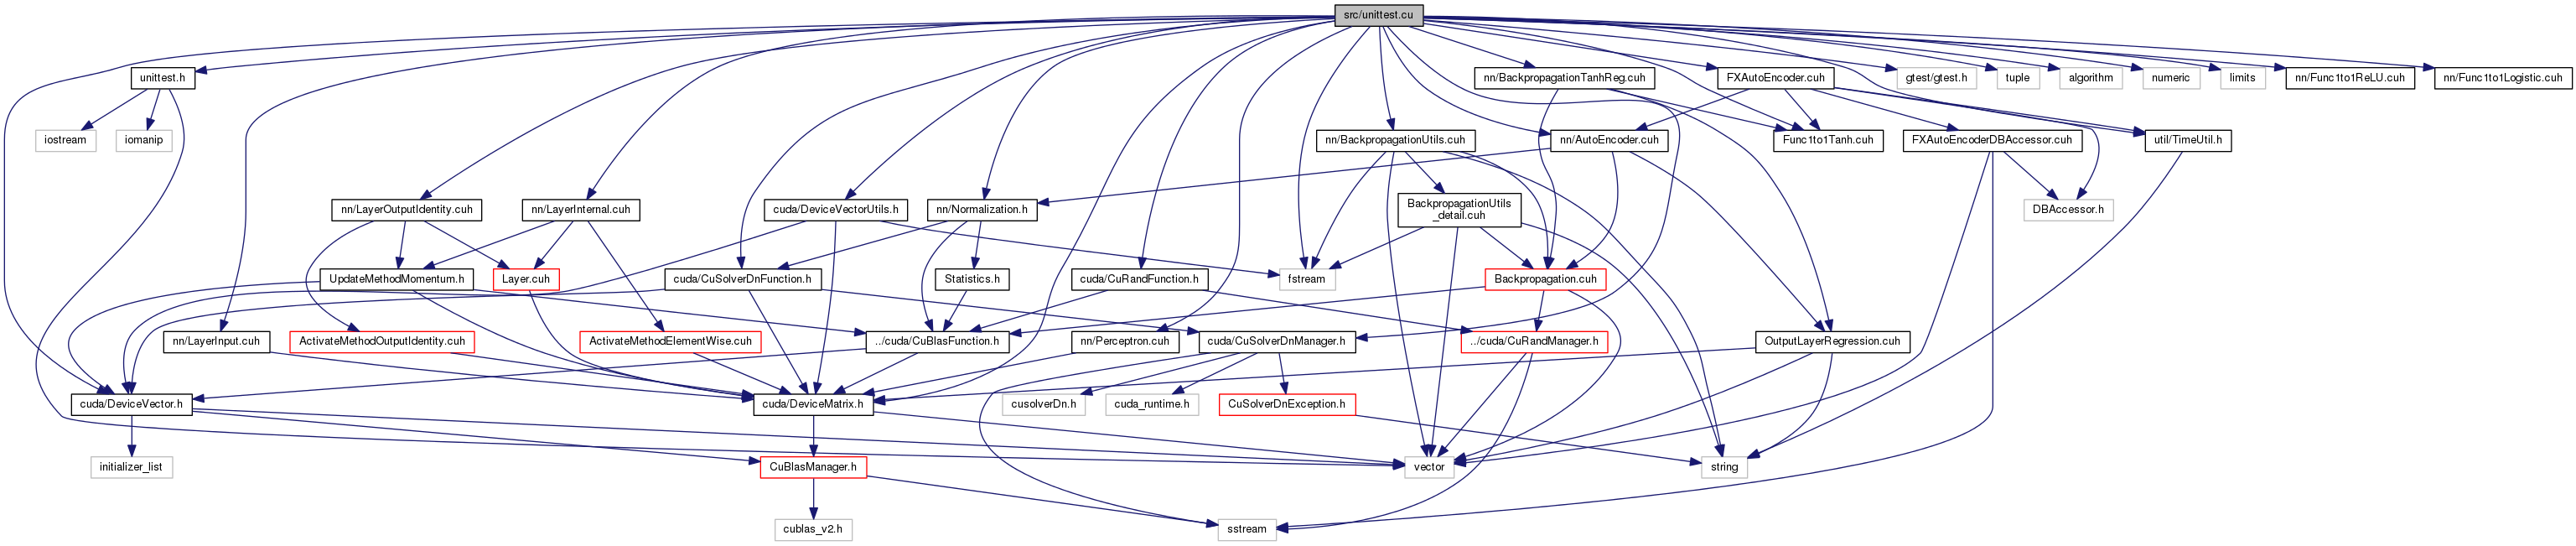 src/unittest.cu
unittest.h
nn/BackpropagationTanhReg.cuh
FXAutoEncoder.cuh
gtest/gtest.h
tuple
algorithm
numeric
limits
nn/Func1to1ReLU.cuh
nn/Func1to1Logistic.cuh
iostream
iomanip
nn/BackpropagationUtils.cuh
nn/AutoEncoder.cuh
Func1to1Tanh.cuh
FXAutoEncoderDBAccessor.cuh
util/TimeUtil.h
nn/LayerOutputIdentity.cuh
nn/LayerInternal.cuh
cuda/DeviceVectorUtils.h
nn/Normalization.h
BackpropagationUtils
_detail.cuh
DBAccessor.h
UpdateMethodMomentum.h
Layer.cuh
cuda/CuSolverDnFunction.h
Statistics.h
cuda/CuRandFunction.h
fstream
Backpropagation.cuh
nn/LayerInput.cuh
ActivateMethodOutputIdentity.cuh
ActivateMethodElementWise.cuh
../cuda/CuBlasFunction.h
nn/Perceptron.cuh
cuda/CuSolverDnManager.h
../cuda/CuRandManager.h
OutputLayerRegression.cuh
cuda/DeviceVector.h
cuda/DeviceMatrix.h
cusolverDn.h
cuda_runtime.h
CuSolverDnException.h
initializer_list
CuBlasManager.h
vector
string
cublas_v2.h
sstream